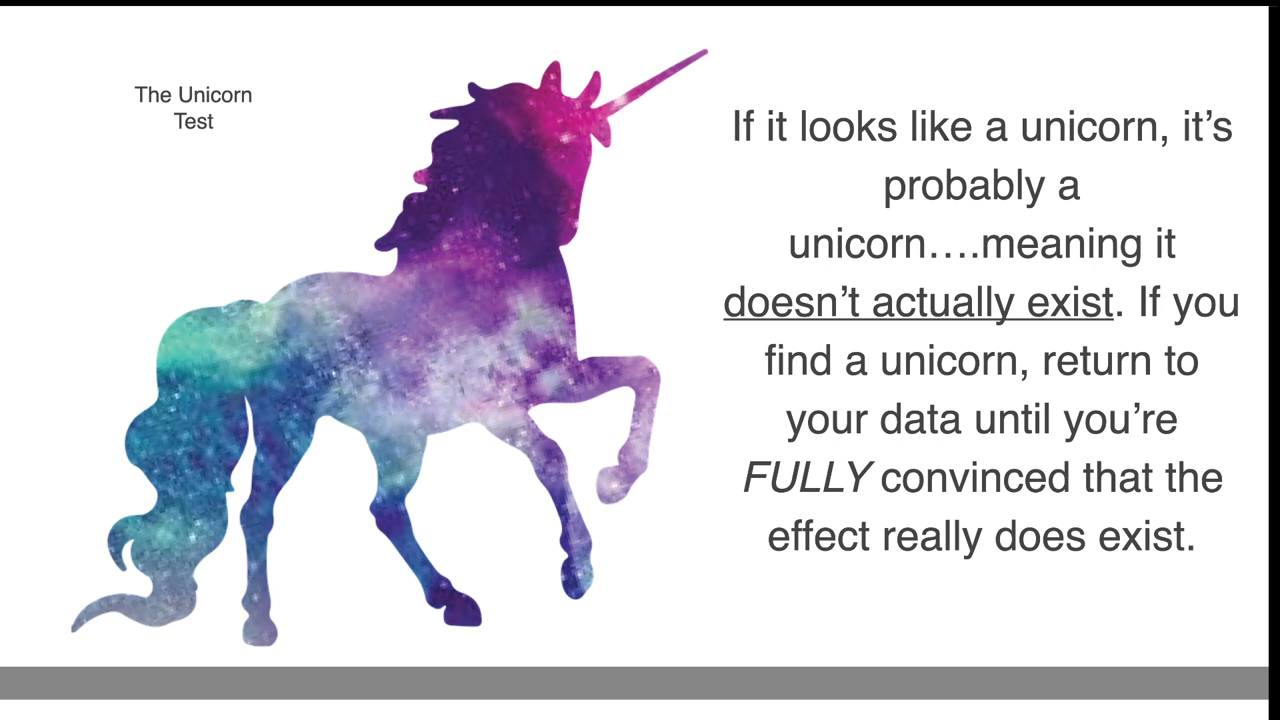 The Unicorn
Test
If it looks like a unicorn, it’s
probably a
unicorn….meaning it
doesn’t actually exist. If you
find a unicorn, return to
your data until you’re
FULLY convinced that the
effect really does exist.